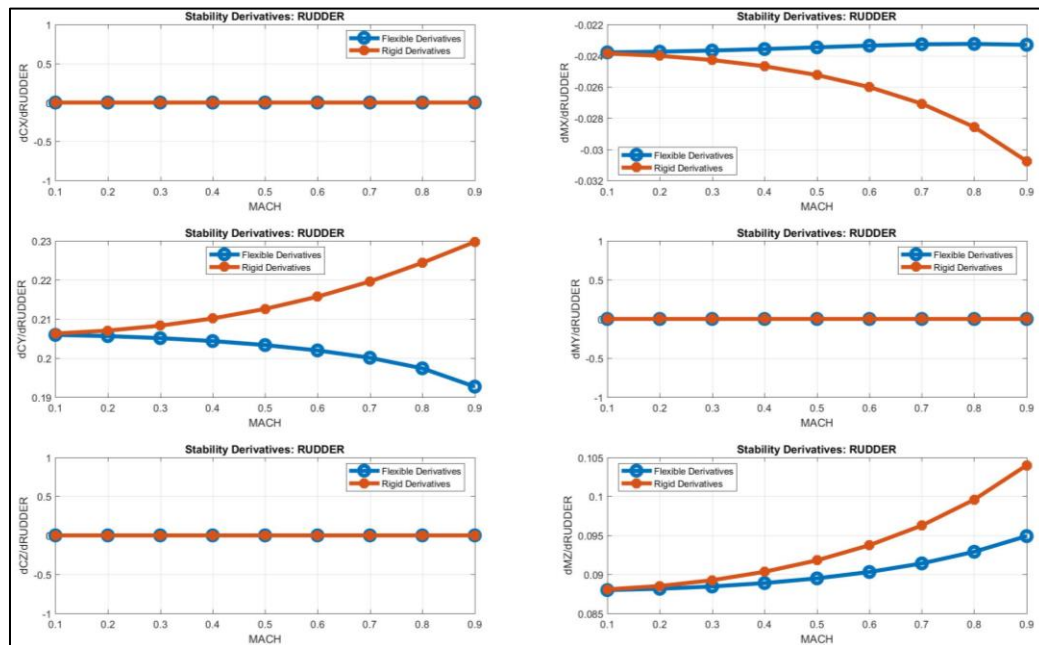 Stability Derivatives: RUDDER
1
0.5
0
-0.5
-1
dCX/dRUDDER
Flexible Derivatives
Rigid Derivatives
0.1 0.2 0.3 0.4 0.5 0.6 0.7 0.8 0.9
MACH
Stability Derivatives: RUDDER
-0.022
-0.024
-0.026
-0.028
-0.03
-0.032
dMX/dRUDDER
Flexible Derivatives
Rigid Derivatives
0.1 0.2 0.3 0.4 0.5 0.6 0.7 0.8 0.9
MACH
Stability Derivatives: RUDDER
0.23
0.22
0.21
0.2
0.19
dCY/dRUDDER
Flexible Derivatives
Rigid Derivatives
0.1 0.2 0.3 0.4 0.5 0.6 0.7 0.8 0.9
MACH
Stability Derivatives: RUDDER
1
0.5
0
-0.5
-1
dMY/dRUDDER
Flexible Derivatives
Rigid Derivatives
0.1 0.2 0.3 0.4 0.5 0.6 0.7 0.8 0.9
MACH
Stability Derivatives: RUDDER
1
0.5
0
-0.5
-1
dCZ/dRUDDER
Flexible Derivatives
Rigid Derivatives
0.1 0.2 0.3 0.4 0.5 0.6 0.7 0.8 0.9
MACH
Stability Derivatives: RUDDER
0.105
0.1
0.095
0.09
0.085
dMZ/dRUDDER
Flexible Derivatives
Rigid Derivatives
0.1 0.2 0.3 0.4 0.5 0.6 0.7 0.8 0.9
MACH